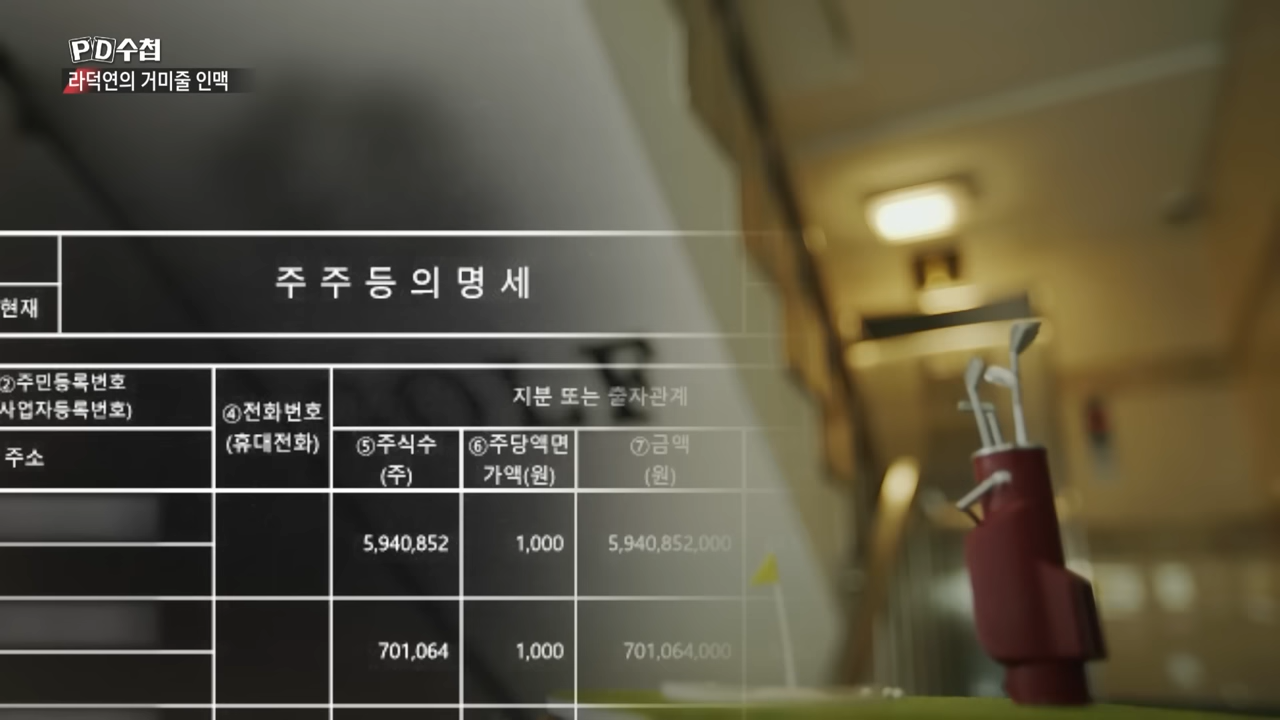 PD수첩
라덕연의 거미줄 인맥
주주등의명세
현재
②주민등록번호
사업자등록번호)
④전화번호
(휴대전화)
지분 또는 출자관계
주소
⑤주식수
(주)
⑥주당액면
가액(원)
⑦금액
(원)
5,940,852
1,000
5,940,852,000
701,064
1,000
701,064,000